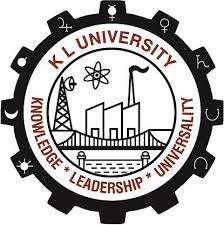 K L UNIVERSITY
KNOWLEDGE * LEADERSHIP * UNIVERSALITY